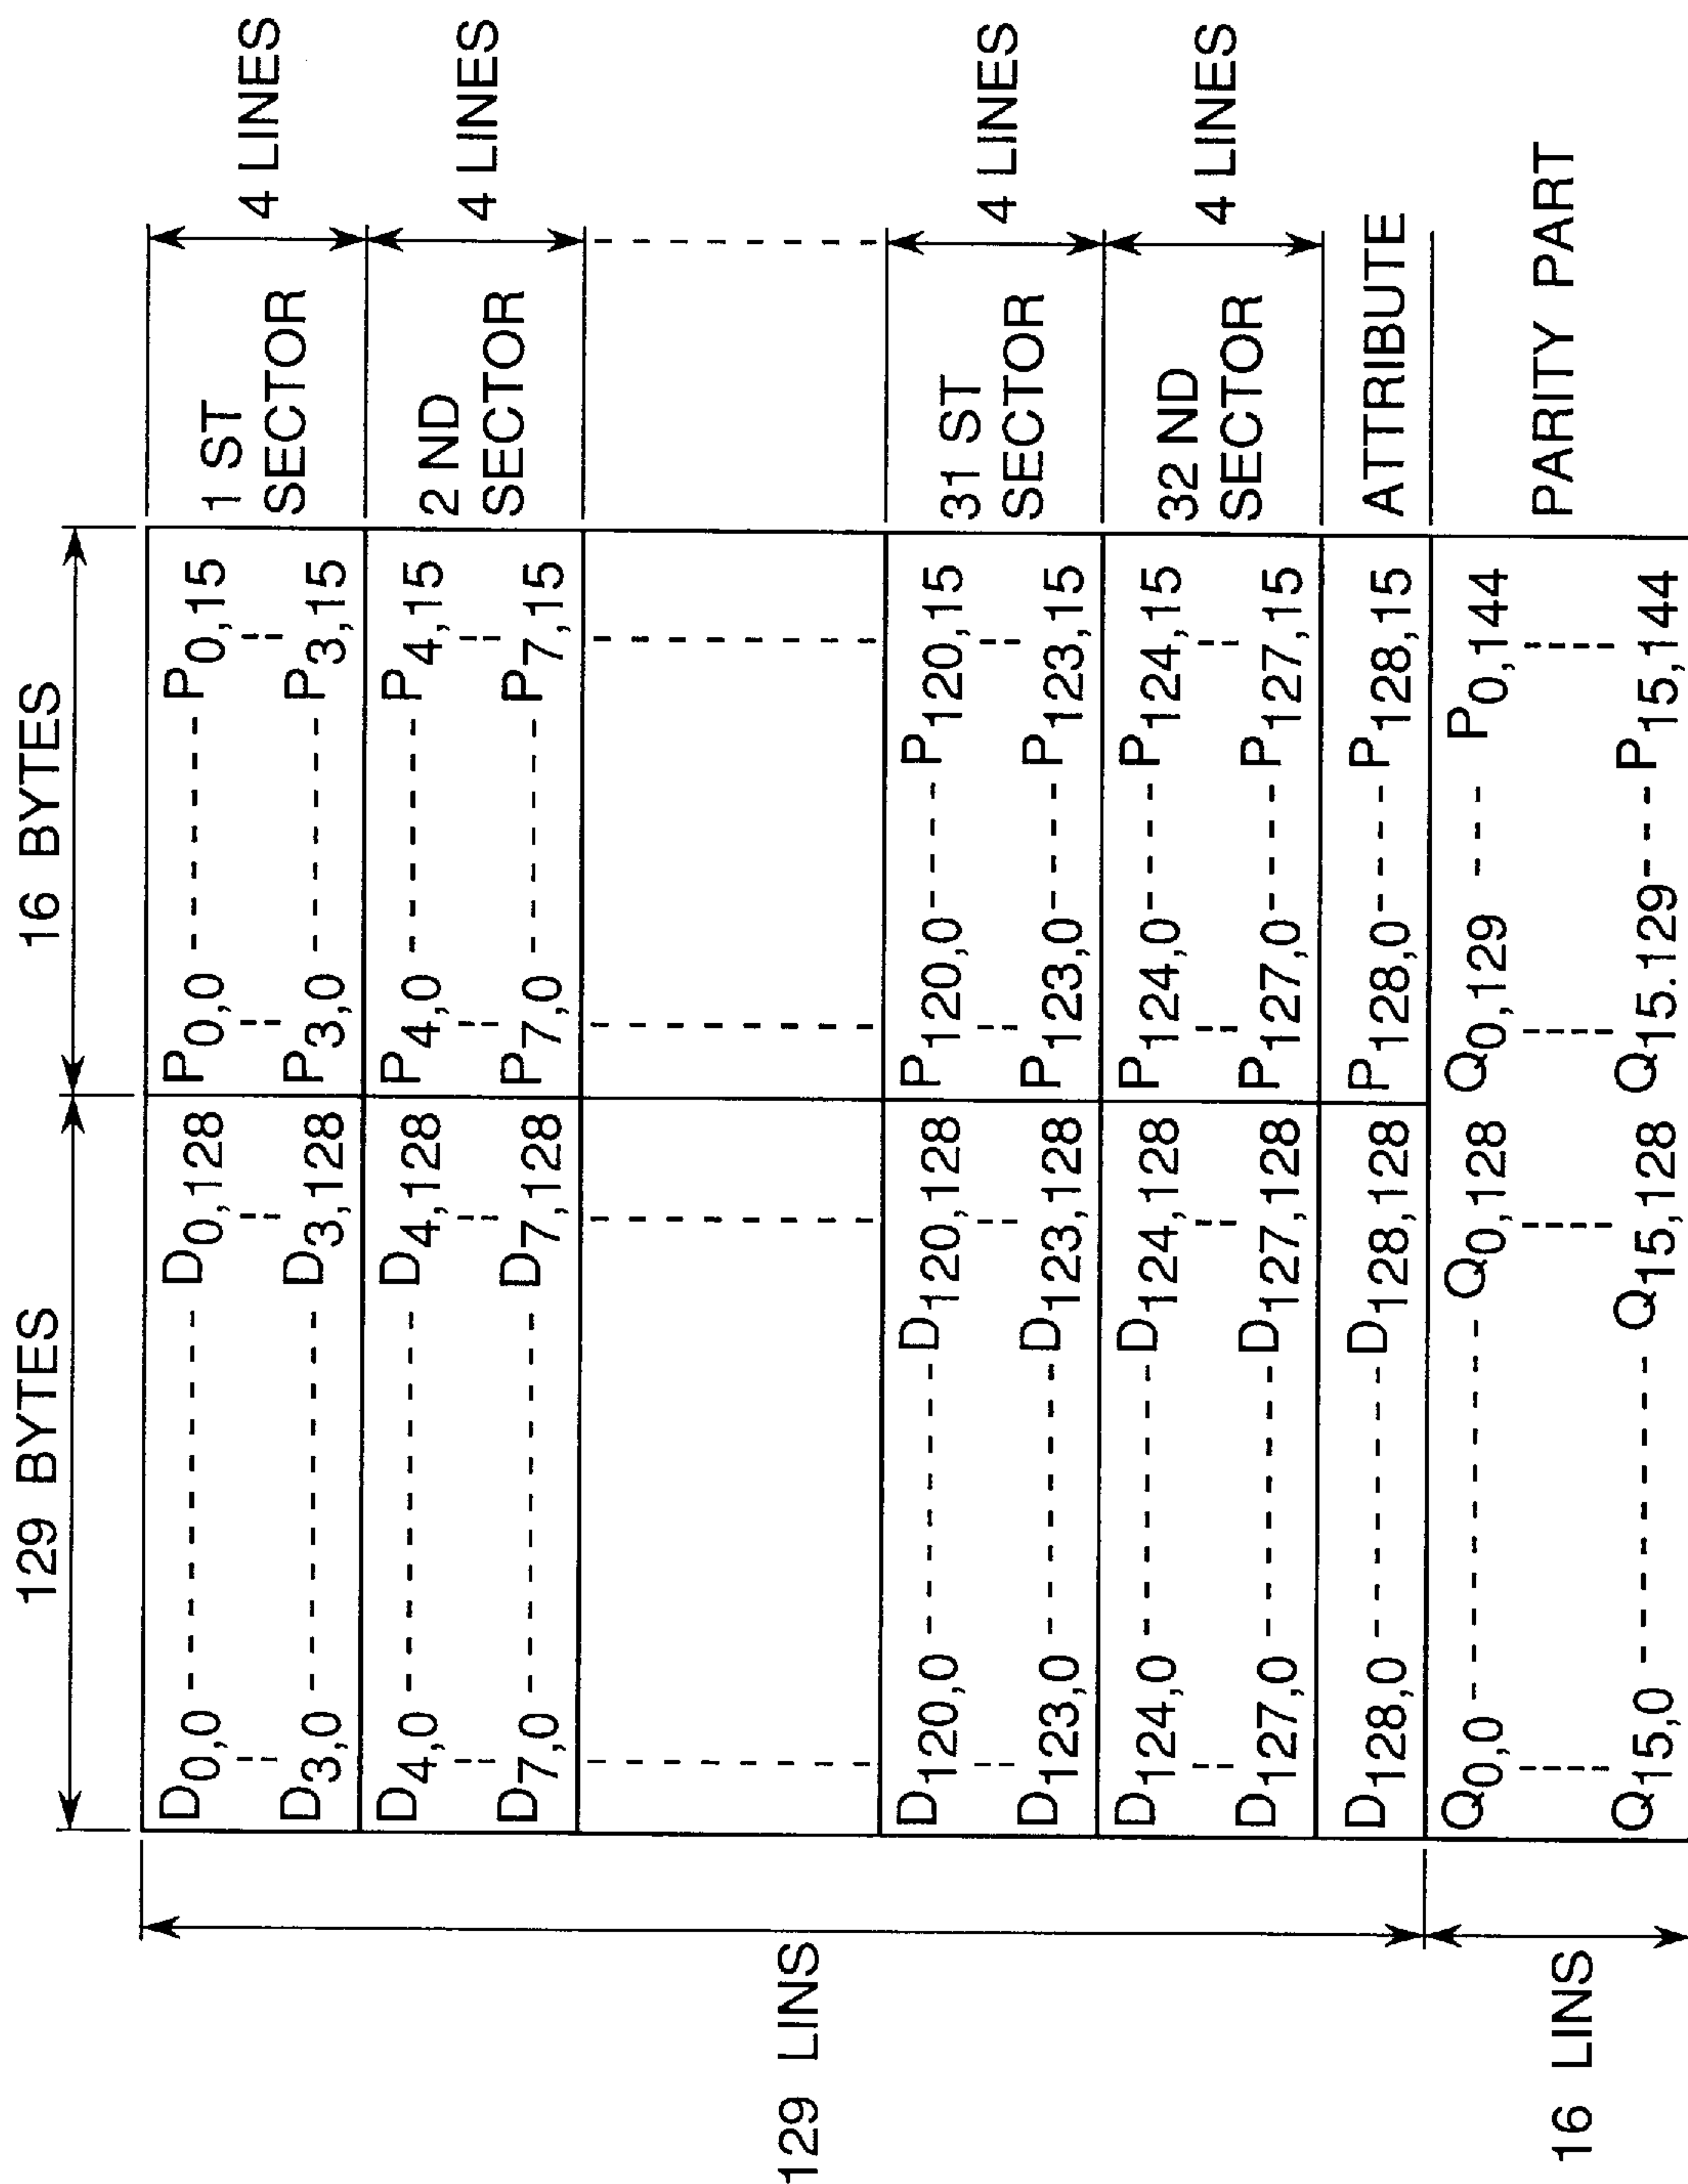 129 BYTES 16 BYTES
D0,0 ---------- D0,128 P0,0 ------- P0,15 1 ST SECTOR 4 LINES
D3,0 ---------- D3,128 P3,0 ------- P3,15
D4,0 ---------- D4,128 P4,0 ------- P4,15 2 ND SECTOR 4 LINES
D7,0 ---------- D7,128 P7,0 ------- P7,15
129 LINS
D120,0 ------- D120,128 P120,0 ---- P120,15 31 ST SECTOR 4 LINES
D123,0 ------- D123,128 P123,0 ---- P123,15
D124,0 ------- D124,128 P124,0 ---- P124,15 32 ND SECTOR 4 LINES
D127,0 ------- D127,128 P127,0 ---- P127,15
D128,0 ------- D128,128 P128,0 ---- P128,15 ATTRIBUTE
Q0,0 --------- Q0,128 Q0,129 --- P0,144 PARITY PART
16 LINS
Q15,0 -------- Q15,128 Q15.129 --- P15,144